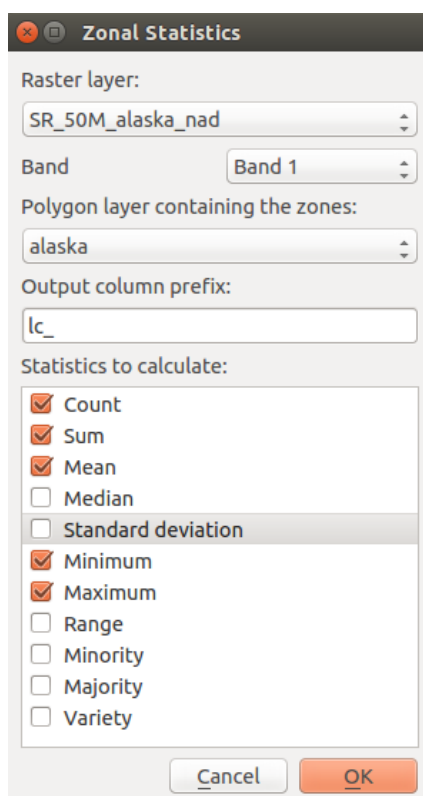 Zonal Statistics
Raster layer:
SR_50M_alaska_nad
Band Band 1
Polygon layer containing the zones:
alaska
Output column prefix:
lc_
Statistics to calculate:
Count
Sum
Mean
Median
Standard deviation
Minimum
Maximum
Range
Minority
Majority
Variety
Cancel OK